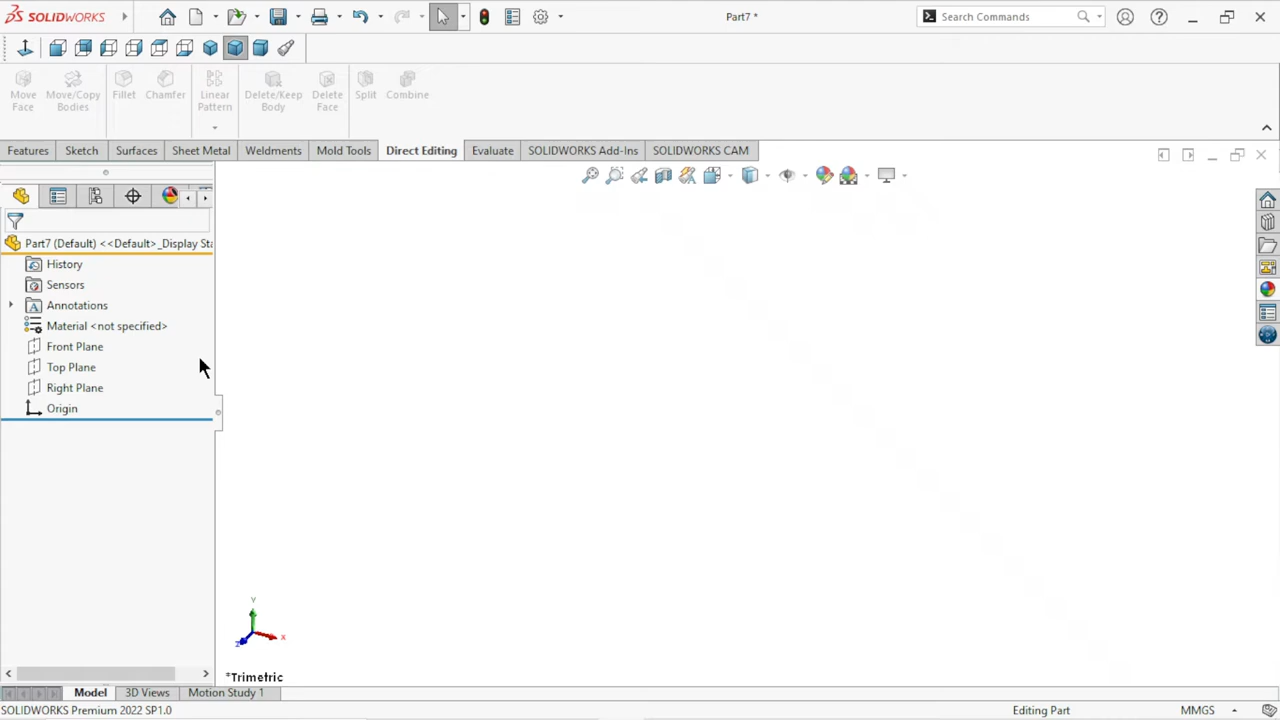 SOLIDWORKS
Part7 *
Search Commands
Move Face
Move/Copy Bodies
Fillet
Chamfer
Linear Pattern
Delete/Keep Body
Delete Face
Split
Combine
Features
Sketch
Surfaces
Sheet Metal
Weldments
Mold Tools
Direct Editing
Evaluate
SOLIDWORKS Add-Ins
SOLIDWORKS CAM
Part7 (Default) <<Default>_Display Sta
History
Sensors
Annotations
Material <not specified>
Front Plane
Top Plane
Right Plane
Origin
Y
X
Z
*Trimetric
Model
3D Views
Motion Study 1
SOLIDWORKS Premium 2022 SP1.0
Editing Part
MMGS